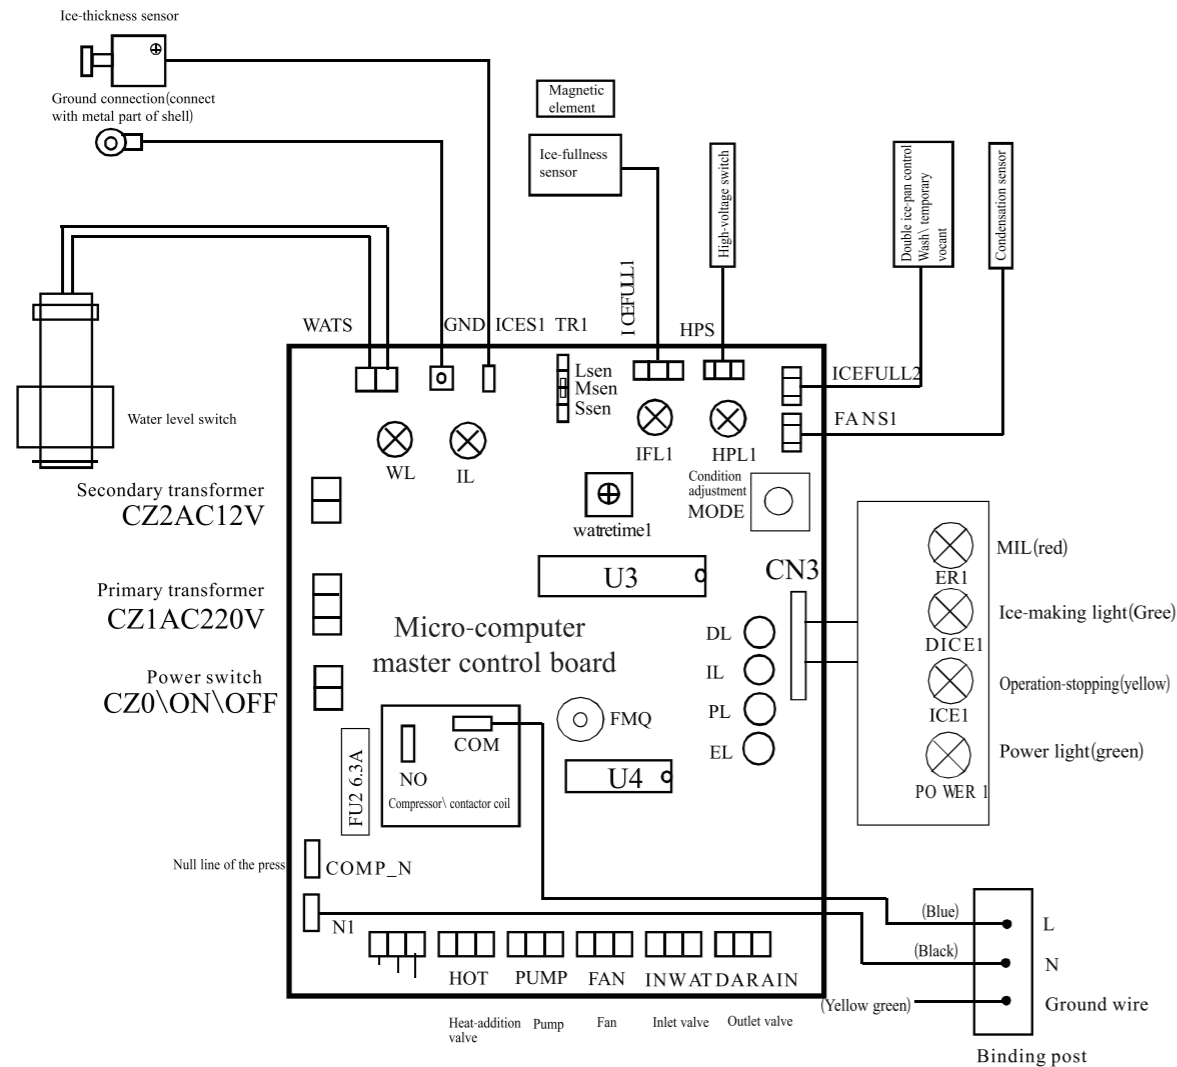 Ice-thickness sensor
Ground connection(connect
with metal part of shell)
Magnetic
element
Ice-fullness
sensor
High-voltage switch
Double ice-pan control
Wash\ temporary
vocant
Condensation sensor
I CEFULL1
WATS
GND
ICES1
TR1
HPS
Lsen
Msen
Ssen
ICEFULL2
FANS1
Water level switch
WL
IL
IFL1
HPL1
Condition
adjustment
MODE
Secondary transformer
CZ2AC12V
watretime1
U3
CN3
MIL(red)
ER1
Primary transformer
CZ1AC220V
Micro-computer
master control board
DL
IL
PL
EL
Ice-making light(Gree)
DICE1
Operation-stopping(yellow)
ICE1
Power light(green)
PO WER 1
Power switch
CZ0\ON\OFF
FU2 6.3A
COM
NO
Compressor\ contactor coil
FMQ
U4
Null line of the press
COMP_N
N1
(Blue)
L
(Black)
N
(Yellow green)
Ground wire
Binding post
HOT
PUMP
FAN
INWAT
DARAIN
Heat-addition
valve
Pump
Fan
Inlet valve
Outlet valve